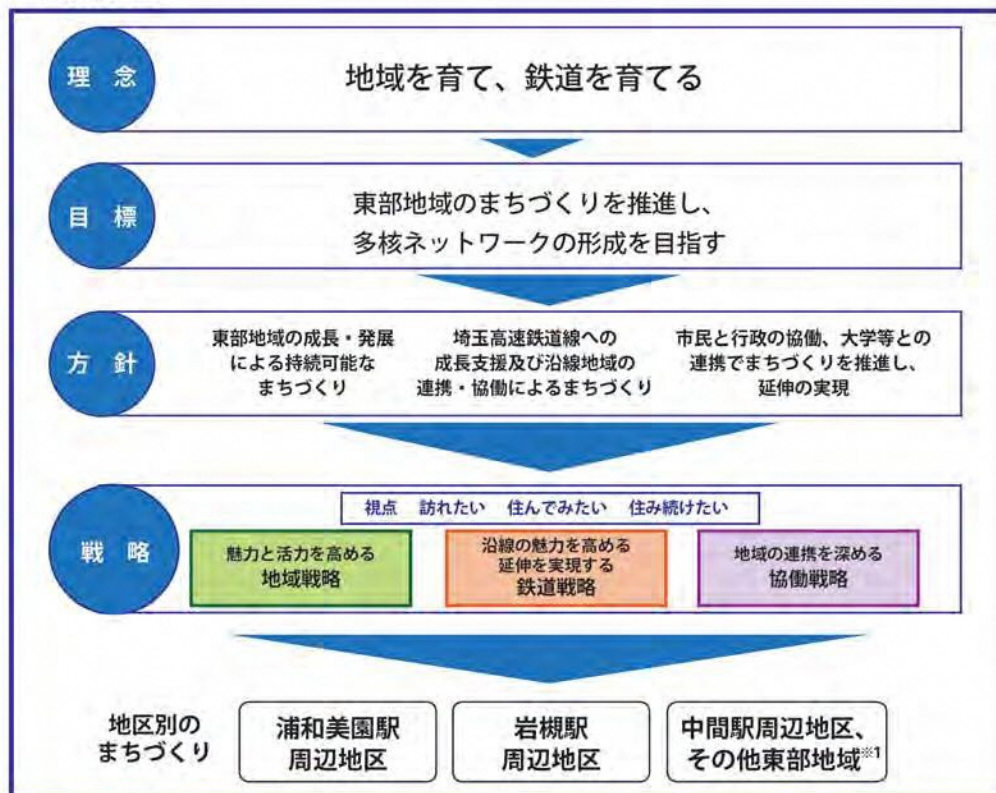 理 念
地域を育て、鉄道を育てる
目 標
東部地域のまちづくりを推進し、
多核ネットワークの形成を目指す
方 針
東部地域の成長・発展
による持続可能な
まちづくり
埼玉高速鉄道線への
成長支援及び沿線地域の
連携・協働によるまちづくり
市民と行政の協働、大学等との
連携でまちづくりを推進し、
延伸の実現
戦 略
視点 訪れたい 住んでみたい 住み続けたい
魅力と活力を高める
地域戦略
沿線の魅力を高める
延伸を実現する
鉄道戦略
地域の連携を深める
協働戦略
地区別の
まちづくり
浦和美園駅
周辺地区
岩槻駅
周辺地区
中間駅周辺地区、
その他東部地域※1